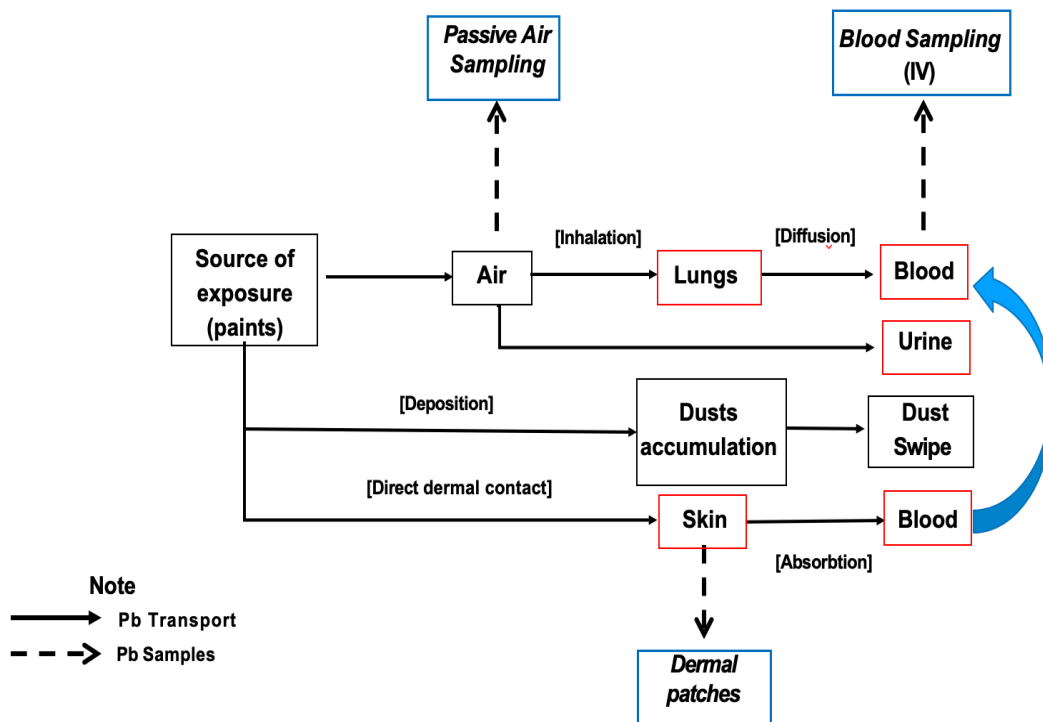 Passive Air
Sampling
Blood Sampling
(IV)
Source of
exposure
(paints)
Air
[Inhalation]
Lungs
[Diffusion]
Blood
Urine
[Deposition]
Dusts
accumulation
Dust
Swipe
[Direct dermal contact]
Skin
[Absorbtion]
Blood
Note
Pb Transport
Pb Samples
Dermal
patches